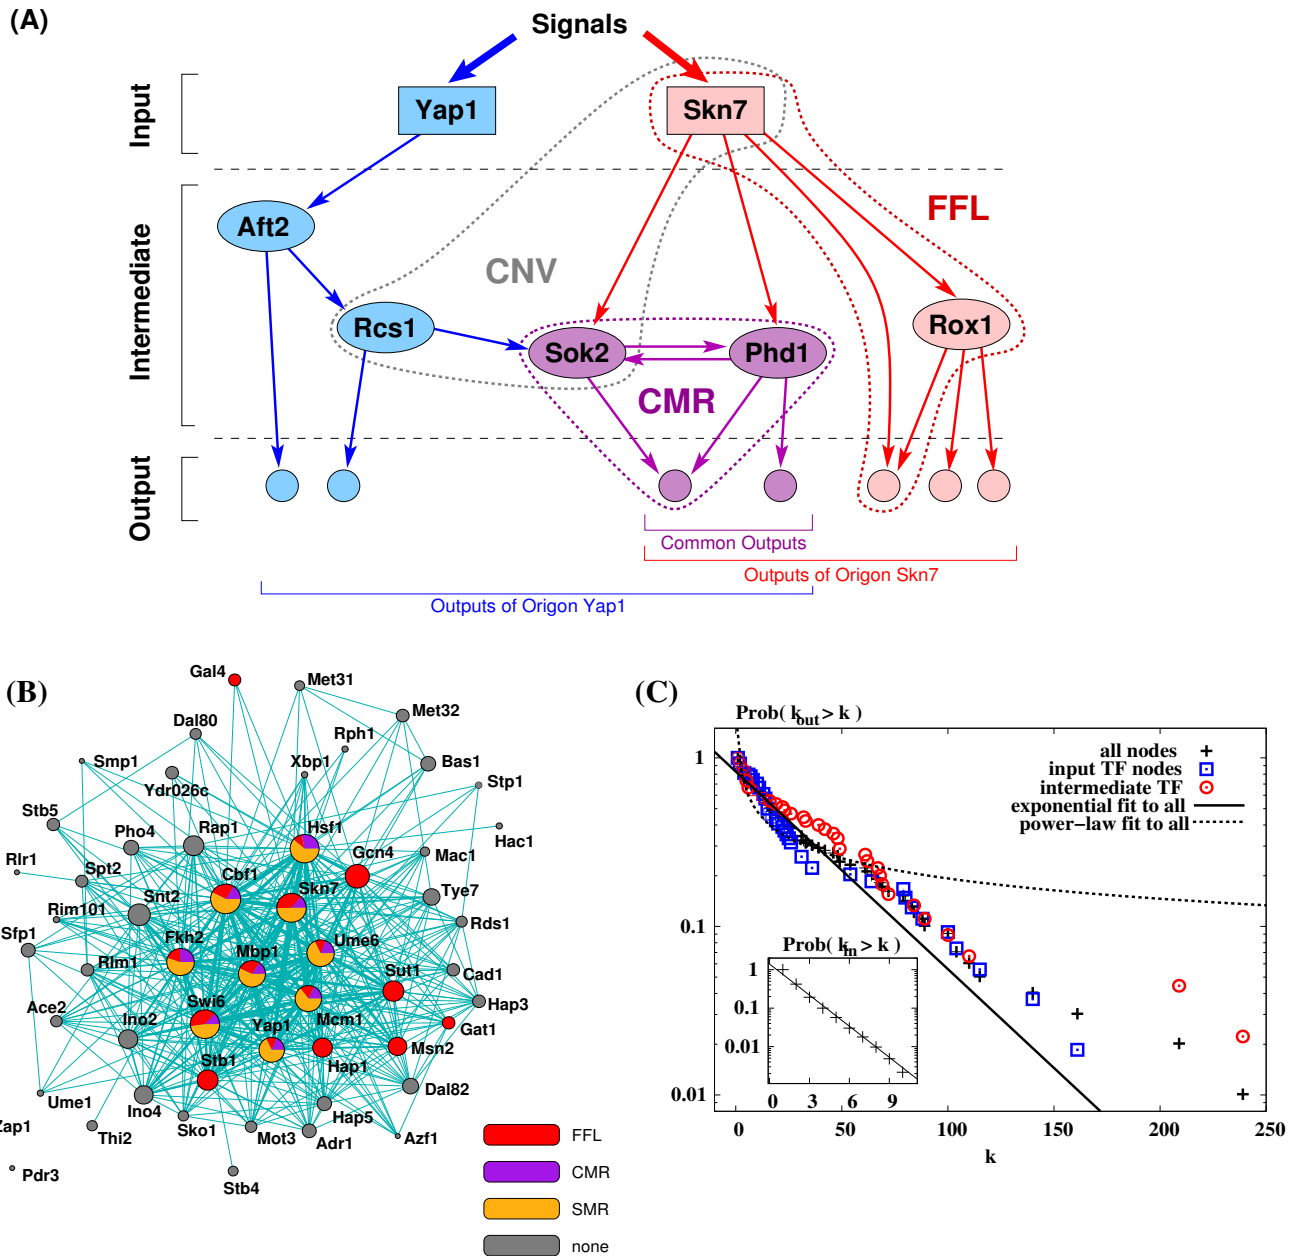 (A)
Signals
Input
Yap1
Skn7
Intermediate
Aft2
FFL
CNV
Rcs1
Sok2
Phd1
Rox1
CMR
Output
Common Outputs
Outputs of Origon Skn7
Outputs of Origon Yap1
(B)
Gal4
Met31
Dal80
Met32
Rph1
Smp1
Xbp1
Bas1
Ydr026c
Stp1
Stb5
Pho4
Rap1
Hsf1
Hac1
Rlr1
Spt2
Gcn4
Mac1
Cbf1
Skn7
Snt2
Tye7
Rim101
Rds1
Sfp1
Fkh2
Mbp1
Ume6
Rlm1
Sut1
Cad1
Ace2
Swi6
Mcm1
Hap3
Ino2
Yap1
Gat1
Stb1
Hap1
Msn2
Dal82
Ume1
Ino4
Zap1
Thi2
Sko1
Mot3
Adr1
Hap5
Azf1
Pdr3
Stb4
FFL
CMR
SMR
none
(C)
Prob( k_out > k )
1
0.1
0.01
all nodes
input TF nodes
intermediate TF
exponential fit to all
power-law fit to all
Prob( k_in > k )
1
0.1
0.01
0 3 6 9
0 50 100 150 200 250
k